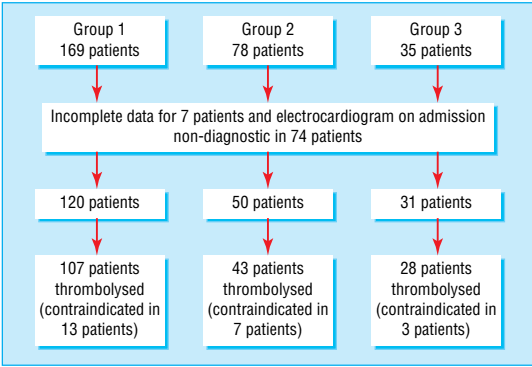 Group 1
169 patients
Group 2
78 patients
Group 3
35 patients
Incomplete data for 7 patients and electrocardiogram on admission
non-diagnostic in 74 patients
120 patients
50 patients
31 patients
107 patients
thrombolysed
(contraindicated in
13 patients)
43 patients
thrombolysed
(contraindicated in
7 patients)
28 patients
thrombolysed
(contraindicated in
3 patients)